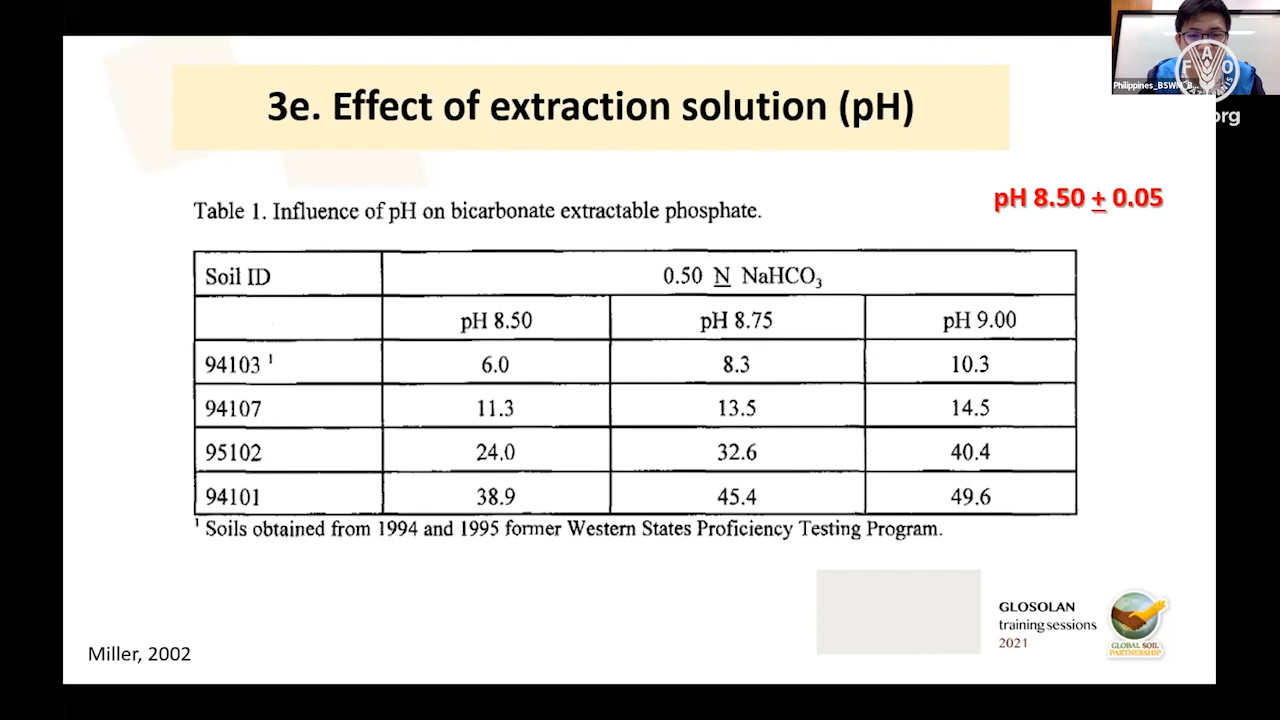 3e. Effect of extraction solution (pH)
pH 8.50 ± 0.05
Table 1. Influence of pH on bicarbonate extractable phosphate.
Soil ID 0.50 N NaHCO₃
pH 8.50 pH 8.75 pH 9.00
94103 ¹ 6.0 8.3 10.3
94107 11.3 13.5 14.5
95102 24.0 32.6 40.4
94101 38.9 45.4 49.6
¹ Soils obtained from 1994 and 1995 former Western States Proficiency Testing Program.
Miller, 2002
GLOSOLAN
training sessions
2021
GLOBAL SOIL
PARTNERSHIP
FAO